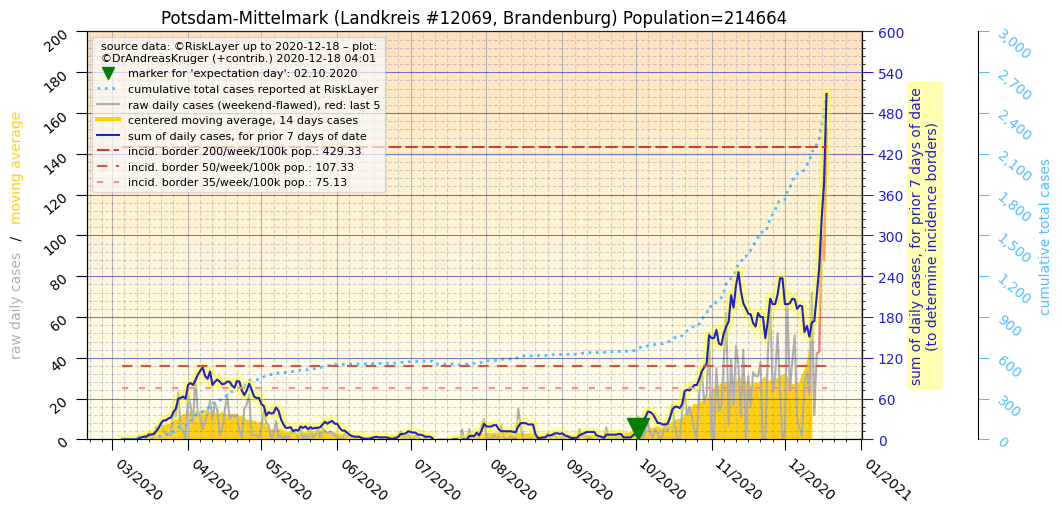 Potsdam-Mittelmark (Landkreis #12069, Brandenburg) Population=214664
source data: ©RiskLayer up to 2020-12-18 – plot:
©DrAndreasKruger (+contrib.) 2020-12-18 04:01
marker for 'expectation day': 02.10.2020
cumulative total cases reported at RiskLayer
raw daily cases (weekend-flawed), red: last 5
centered moving average, 14 days cases
sum of daily cases, for prior 7 days of date
incid. border 200/week/100k pop.: 429.33
incid. border 50/week/100k pop.: 107.33
incid. border 35/week/100k pop.: 75.13
raw daily cases / moving average
200
180
160
140
120
100
80
60
40
20
0
600
540
480
420
360
300
240
180
120
60
0
sum of daily cases, for prior 7 days of date
(to determine incidence borders)
3,000
2,700
2,400
2,100
1,800
1,500
1,200
900
600
300
0
cumulative total cases
03/2020
04/2020
05/2020
06/2020
07/2020
08/2020
09/2020
10/2020
11/2020
12/2020
01/2021